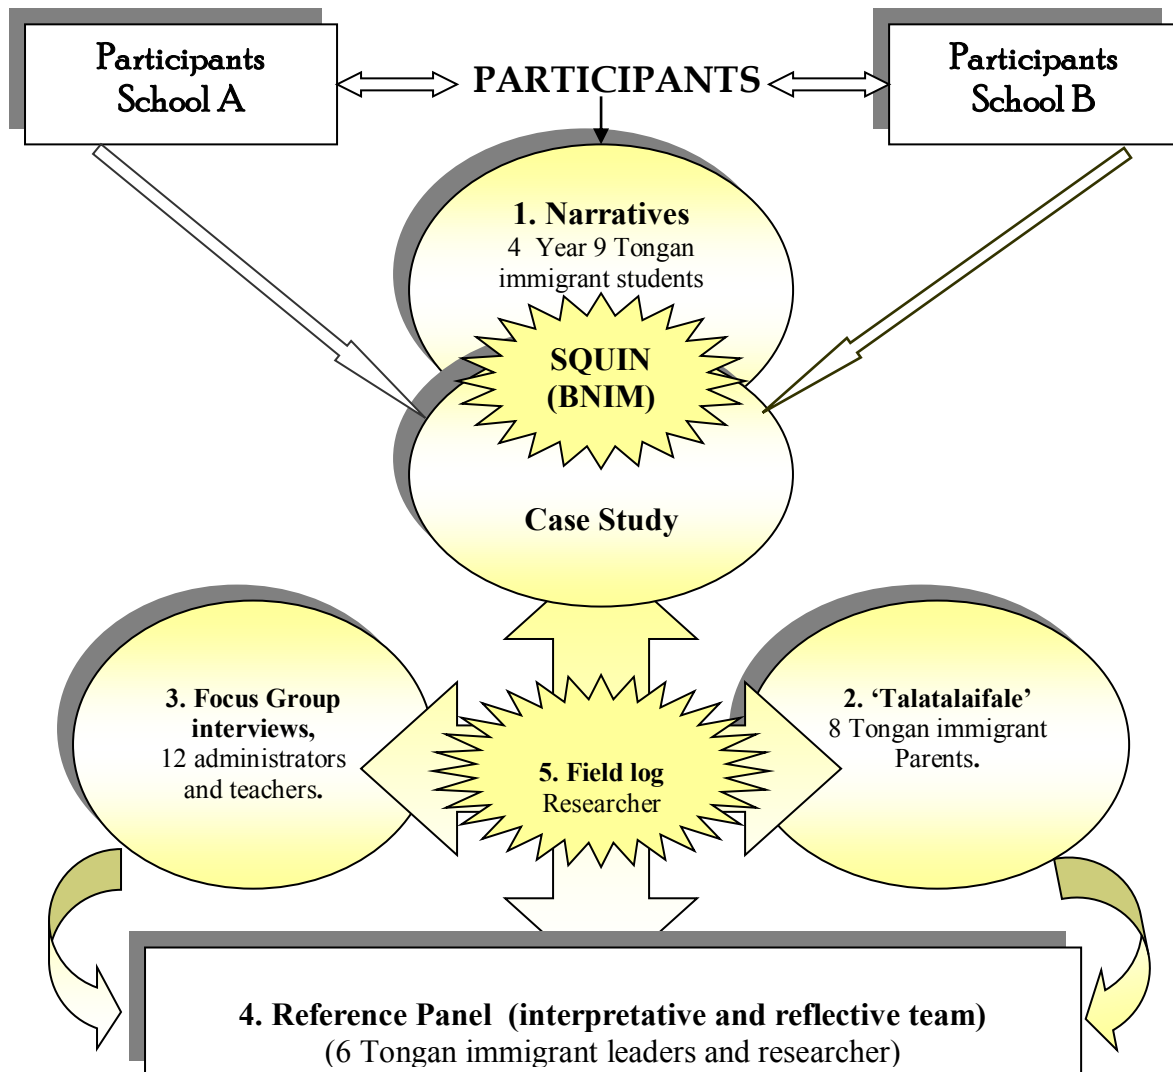 Participants
School A
PARTICIPANTS
Participants
School B
1. Narratives
4 Year 9 Tongan
immigrant students
SQUIN
(BNIM)
Case Study
3. Focus Group
interviews,
12 administrators
and teachers.
5. Field log
Researcher
2. ‘Talatalaifale’
8 Tongan immigrant
Parents.
4. Reference Panel (interpretative and reflective team)
(6 Tongan immigrant leaders and researcher)